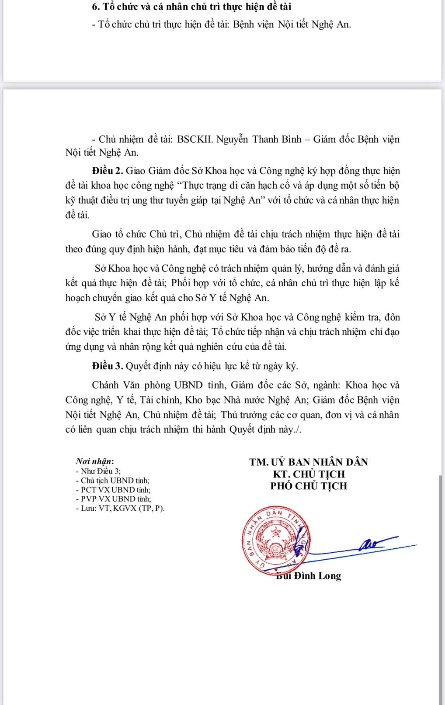 6. Tổ chức và cá nhân chủ trì thực hiện đề tài
- Tổ chức chủ trì thực hiện đề tài: Bệnh viện Nội tiết Nghệ An.
- Chủ nhiệm đề tài: BSCKII. Nguyễn Thanh Bình – Giám đốc Bệnh viện
Nội tiết Nghệ An.
Điều 2. Giao Giám đốc Sở Khoa học và Công nghệ ký hợp đồng thực hiện
đề tài khoa học công nghệ “Thực trạng di căn hạch cổ và áp dụng một số tiến bộ
kỹ thuật điều trị ung thư tuyến giáp tại Nghệ An” với tổ chức và cá nhân thực hiện
đề tài.
Giao tổ chức Chủ trì, Chủ nhiệm đề tài chịu trách nhiệm thực hiện đề tài
theo đúng quy định hiện hành, đạt mục tiêu và đảm bảo tiến độ đề ra.
Sở Khoa học và Công nghệ có trách nhiệm quản lý, hướng dẫn và đánh giá
kết quả thực hiện đề tài; Phối hợp với tổ chức, cá nhân chủ trì thực hiện lập kế
hoạch chuyển giao kết quả cho Sở Y tế Nghệ An.
Sở Y tế Nghệ An phối hợp với Sở Khoa học và Công nghệ kiểm tra, đôn
đốc việc triển khai thực hiện đề tài; Tổ chức tiếp nhận và chịu trách nhiệm chỉ đạo
ứng dụng và nhân rộng kết quả nghiên cứu của đề tài.
Điều 3. Quyết định này có hiệu lực kể từ ngày ký.
Chánh Văn phòng UBND tỉnh, Giám đốc các Sở, ngành: Khoa học và
Công nghệ, Y tế, Tài chính, Kho bạc Nhà nước Nghệ An; Giám đốc Bệnh viện
Nội tiết Nghệ An, Chủ nhiệm đề tài; Thủ trưởng các cơ quan, đơn vị và cá nhân
có liên quan chịu trách nhiệm thi hành Quyết định này./.
Nơi nhận:
- Như Điều 3;
- Chủ tịch UBND tỉnh;
- PCT VX UBND tỉnh;
- PVP VX UBND tỉnh;
- Lưu: VT, KGVX (TP, P).
TM. UỶ BAN NHÂN DÂN
KT. CHỦ TỊCH
PHÓ CHỦ TỊCH
Bùi Đình Long